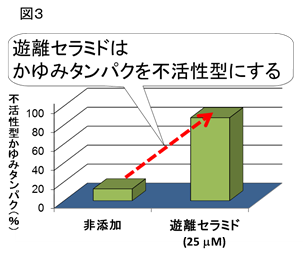 図３
遊離セラミドは
かゆみタンパクを不活性型にする
不活性型かゆみタンパク(％)
100
80
60
40
20
0
非添加
遊離セラミド
(25 μM)